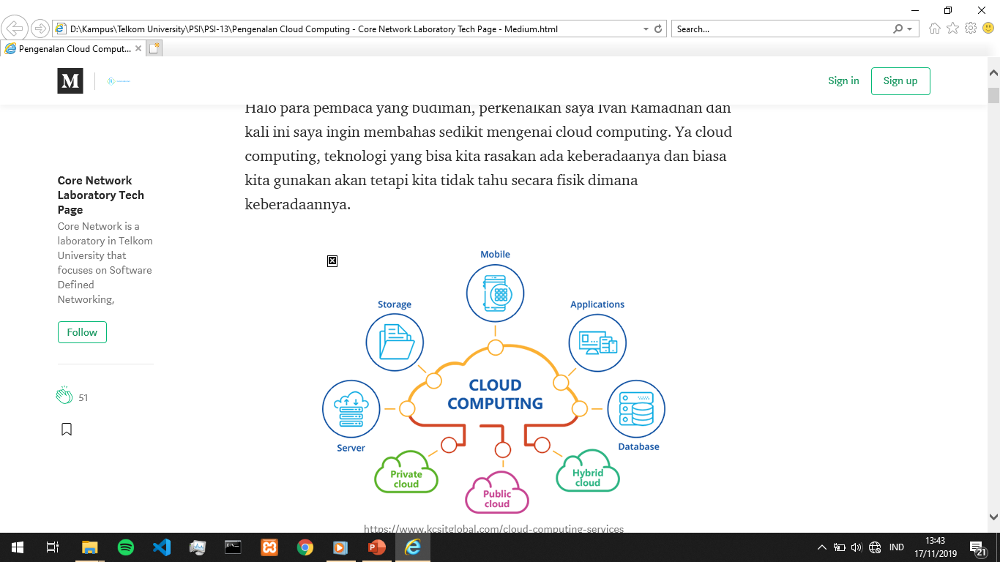 D:\Kampus\Telkom University\PSI\PSI-13\Pengenalan Cloud Computing - Core Network Laboratory Tech Page - Medium.html
Search...
Pengenalan Cloud Comput...
M
Sign in
Sign up
Halo para pembaca yang budiman, perkenalkan saya Ivan Ramadhan dan
kali ini saya ingin membahas sedikit mengenai cloud computing. Ya cloud
computing, teknologi yang bisa kita rasakan ada keberadaanya dan biasa
kita gunakan akan tetapi kita tidak tahu secara fisik dimana
keberadaannya.
Core Network
Laboratory Tech
Page
Core Network is a
laboratory in Telkom
University that
focuses on Software
Defined
Networking,
Follow
51
Mobile
Storage
Applications
CLOUD
COMPUTING
Server
Database
Private
cloud
Public
cloud
Hybrid
cloud
https://www.kcsitglobal.com/cloud-computing-services
IND
13:43
17/11/2019
21